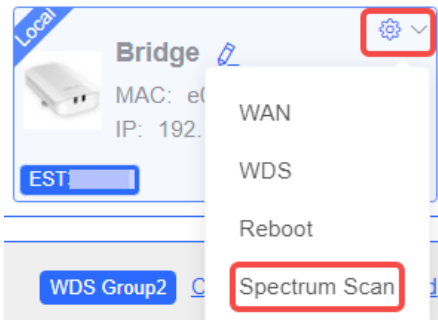 Local
Bridge
MAC: e0
IP: 192.
EST
WAN
WDS
Reboot
Spectrum Scan
WDS Group2